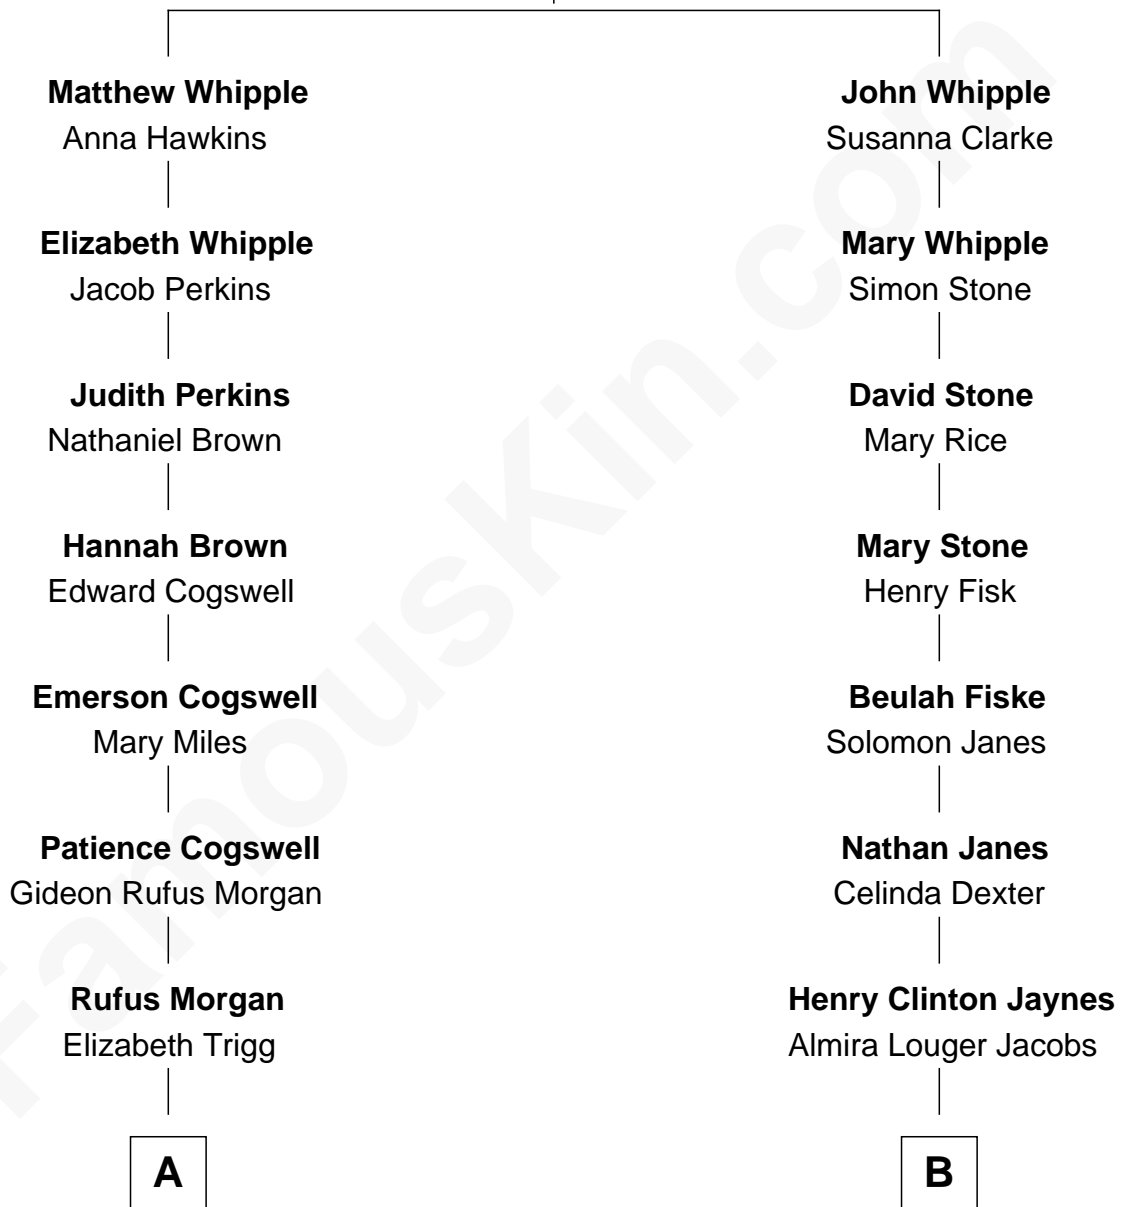 Matthew Whipple
Anna Hawkins
Elizabeth Whipple
Jacob Perkins
Judith Perkins
Nathaniel Brown
Hannah Brown
Edward Cogswell
Emerson Cogswell
Mary Miles
Patience Cogswell
Gideon Rufus Morgan
Rufus Morgan
Elizabeth Trigg
A
John Whipple
Susanna Clarke
Mary Whipple
Simon Stone
David Stone
Mary Rice
Mary Stone
Henry Fisk
Beulah Fiske
Solomon Janes
Nathan Janes
Celinda Dexter
Henry Clinton Jaynes
Almira Louger Jacobs
B
FamousKin.com